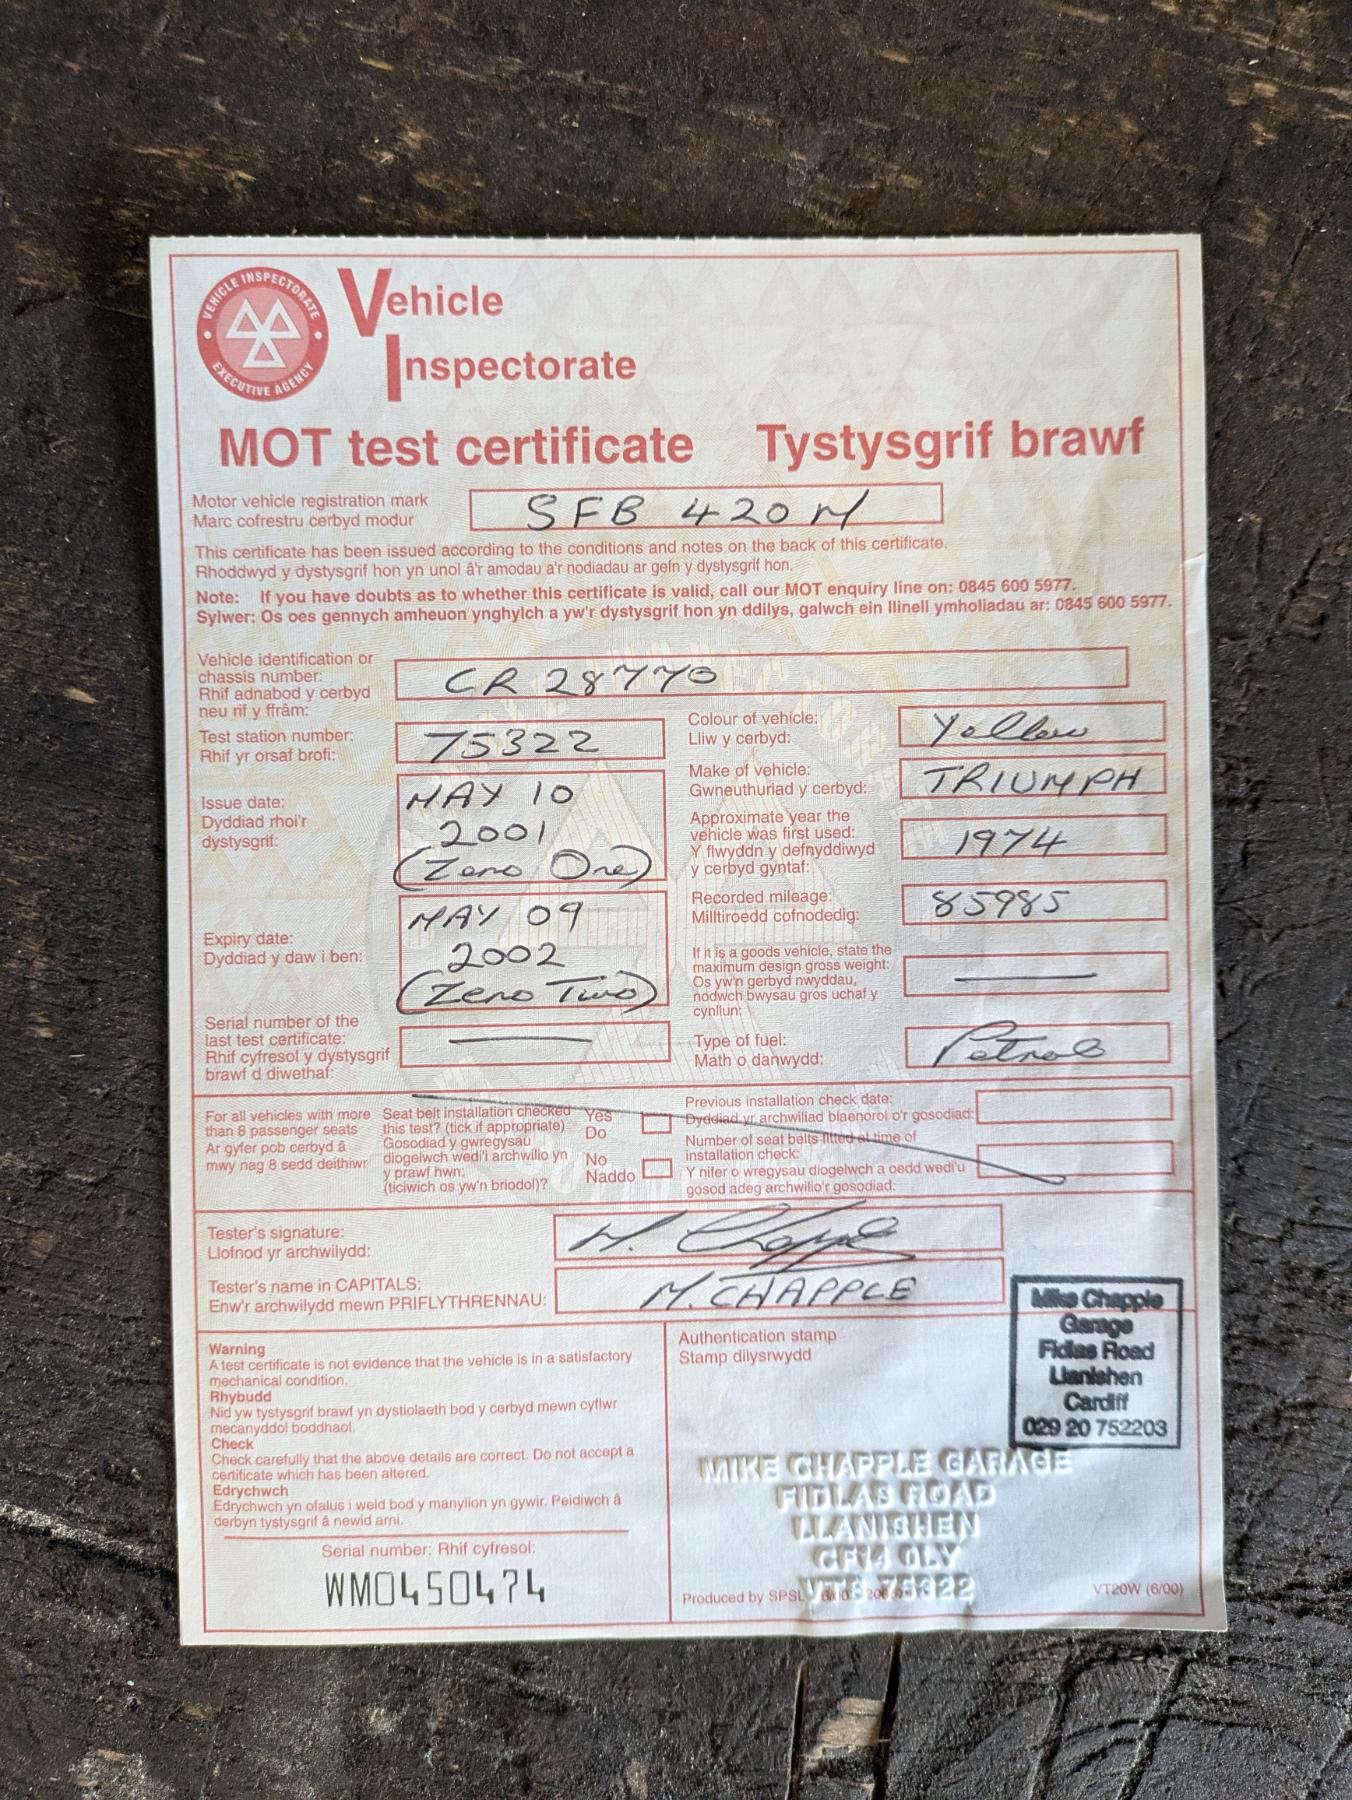 VEHICLE INSPECTORATE
EXECUTIVE AGENCY
Vehicle
Inspectorate
MOT test certificate
Tystysgrif brawf
Motor vehicle registration mark
Marc cofrestru cerbyd modur
SFB 420M
This certificate has been issued according to the conditions and notes on the back of this certificate.
Rhoddwyd y dystysgrif hon yn unol â'r amodau a'r nodiadau ar gefn y dystysgrif hon.
Note: If you have doubts as to whether this certificate is valid, call our MOT enquiry line on: 0845 600 5977.
Sylwer: Os oes gennych amheuon ynghylch a yw'r dystysgrif hon yn ddilys, galwch ein llinell ymholiadau ar: 0845 600 5977.
Vehicle identification or
chassis number:
Rhif adnabod y cerbyd
neu rif y ffrâm:
CR 28770
Test station number:
Rhif yr orsaf brofi:
75322
Issue date:
Dyddiad rhoi'r
dystysgrif:
MAY 10
2001
(Zero One)
Expiry date:
Dyddiad y daw i ben:
MAY 09
2002
(Zero Two)
Serial number of the
last test certificate:
Rhif cyfresol y dystysgrif
brawf d diwethaf:
Colour of vehicle:
Lliw y cerbyd:
Yellow
Make of vehicle:
Gwneuthuriad y cerbyd:
TRIUMPH
Approximate year the
vehicle was first used:
Y flwyddn y defnyddiwyd
y cerbyd gyntaf:
1974
Recorded mileage:
Milltiroedd cofnodedig:
85985
If it is a goods vehicle, state the
maximum design gross weight:
Os yw'n gerbyd nwyddau,
nodwch bwysau gros uchaf y
cynllun:
Type of fuel:
Math o danwydd:
Petrol
For all vehicles with more
than 8 passenger seats
Ar gyfer pob cerbyd â
mwy nag 8 sedd deithiwr
Seat belt installation checked
this test? (tick if appropriate)
Gosodiad y gwregysau
diogelwch wedi'i archwilio yn
y prawf hwn:
(ticiwch os yw'n briodol)?
Yes
Do
No
Naddo
Previous installation check date:
Dyddiad yr archwiliad blaenorol o'r gosodiad:
Number of seat belts fitted at time of
installation check:
Y nifer o wregysau diogelwch a oedd wedi'u
gosod adeg archwilio'r gosodiad:
Tester's signature:
Llofnod yr archwilydd:
M. Chapple
Tester's name in CAPITALS:
Enw'r archwilydd mewn PRIFLYTHRENNAU:
M. CHAPPLE
Warning
A test certificate is not evidence that the vehicle is in a satisfactory
mechanical condition.
Rhybudd
Nid yw tystysgrif brawf yn dystiolaeth bod y cerbyd mewn cyflwr
mecanyddol boddhaol.
Check
Check carefully that the above details are correct. Do not accept a
certificate which has been altered.
Edrychwch
Edrychwch yn ofalus i weld bod y manylion yn gywir. Peidiwch â
derbyn tystysgrif â newid arni.
Serial number: Rhif cyfresol:
WM0450474
Authentication stamp
Stamp dilysrwydd
Mike Chapple
Garage
Fidlas Road
Llanishen
Cardiff
029 20 752203
MIKE CHAPPLE GARAGE
FIDLAS ROAD
LLANISHEN
CF14 0LY
VTS 75322
Produced by SPSL
VT20W (6/00)